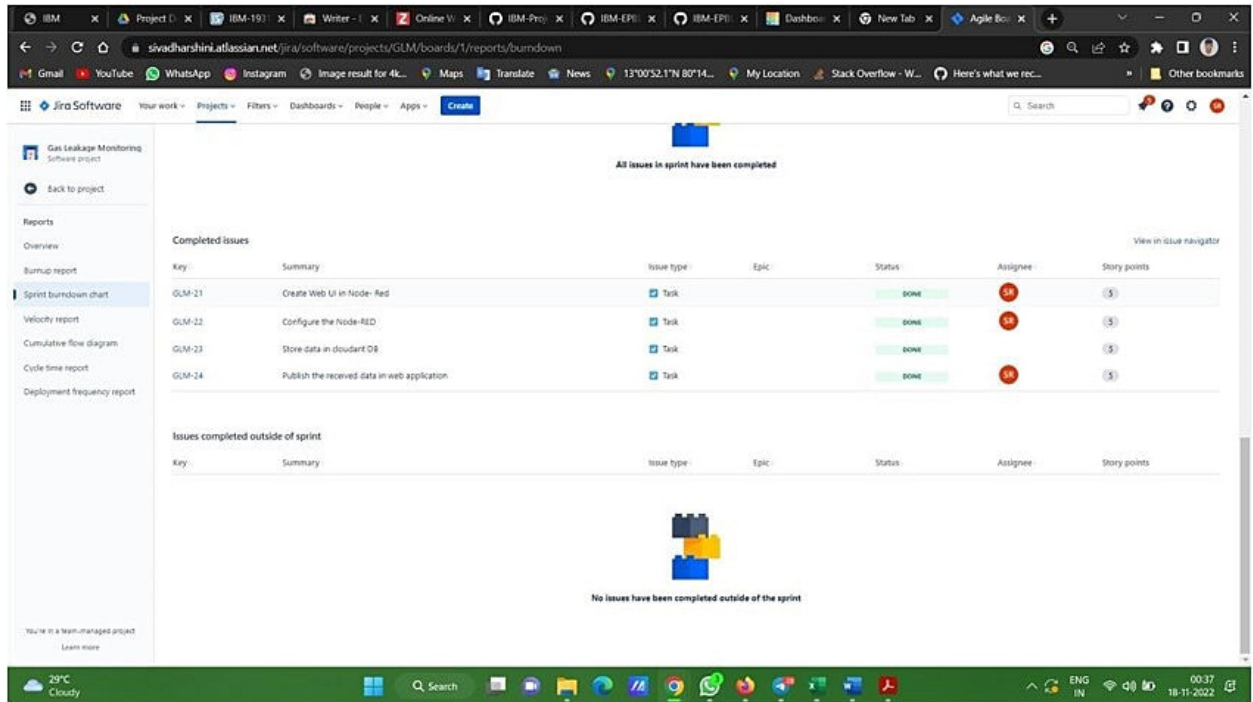 IBM
Project D
IBM-1931
Writer - I
Online W
IBM-Proj
IBM-EPBL
IBM-EPBL
Dashboa
New Tab
Agile Boa
sivadharshini.atlassian.net/jira/software/projects/GLM/boards/1/reports/burndown
Gmail
YouTube
WhatsApp
Instagram
Image result for 4k...
Maps
Translate
News
13°00'52.1"N 80°14...
My Location
Stack Overflow - W...
Here's what we rec...
»
Other bookmarks
Jira Software
Your work
Projects
Filters
Dashboards
People
Apps
Create
Search
Gas Leakage Monitoring
Software project
Back to project
Reports
Overview
Burnup report
Sprint burndown chart
Velocity report
Cumulative flow diagram
Cycle time report
Deployment frequency report
You're in a team-managed project
Learn more
All issues in sprint have been completed
Completed issues
View in issue navigator
Key Summary Issue type Epic Status Assignee Story points
GLM-21 Create Web UI in Node- Red Task DONE SR 5
GLM-22 Configure the Node-RED Task DONE SR 5
GLM-23 Store data in cloudant DB Task DONE 5
GLM-24 Publish the received data in web application Task DONE SR 5
Issues completed outside of sprint
Key Summary Issue type Epic Status Assignee Story points
No issues have been completed outside of the sprint
29°C
Cloudy
Search
ENG
IN
00:37
18-11-2022